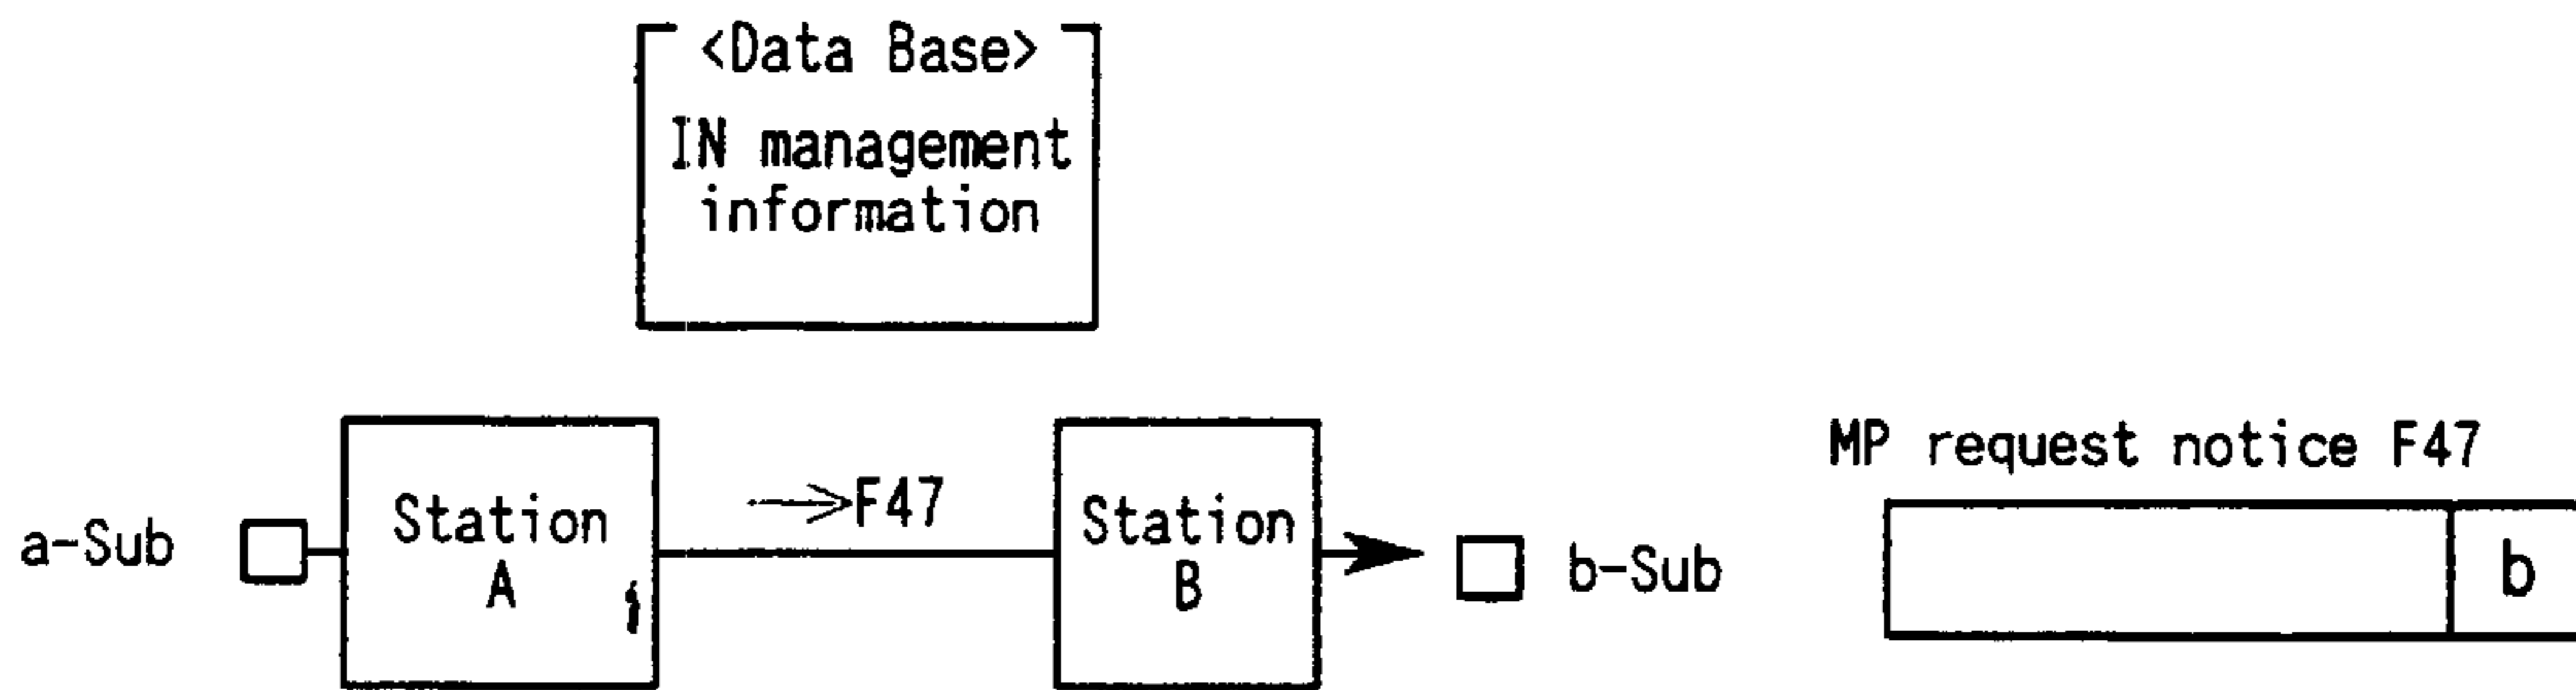 <Data Base>
IN management
information
a-Sub
Station
A
→F47
Station
B
b-Sub
MP request notice F47
b